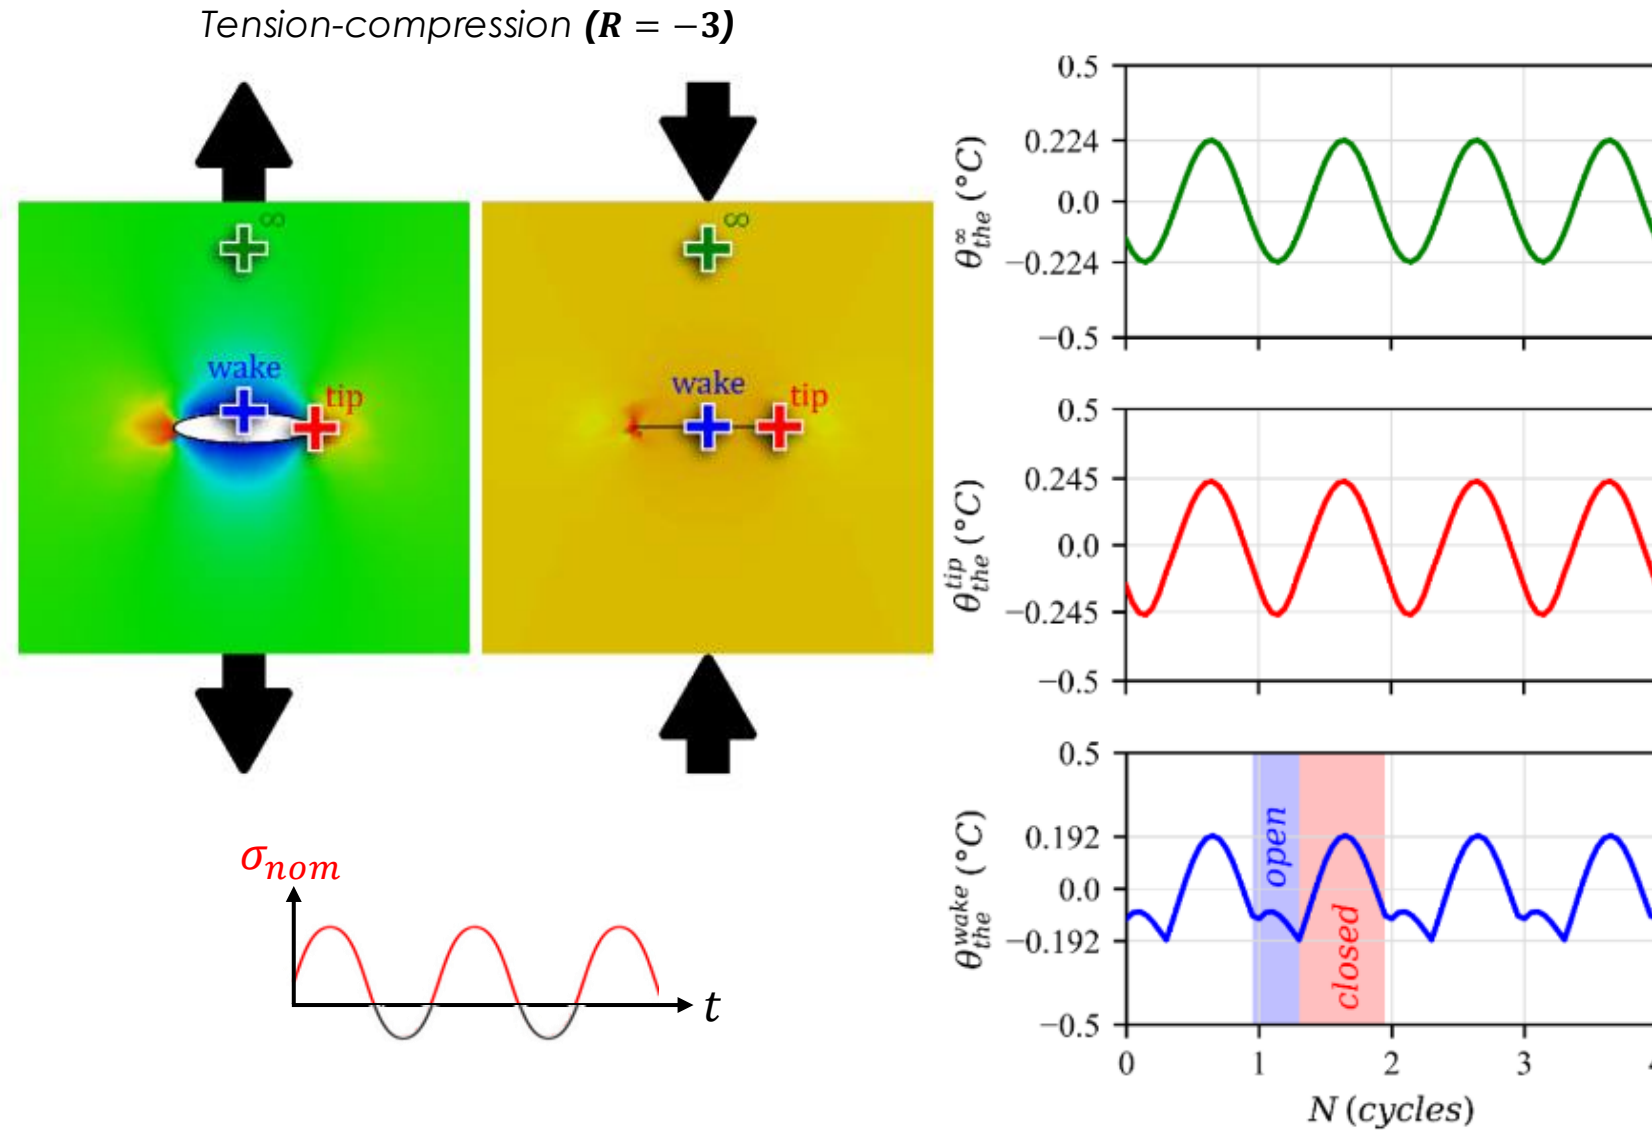 Tension-compression (R = −3)
∞
wake
tip
∞
wake
tip
σnom
t
θ∞the (°C)
0.5
0.224
0.0
−0.224
−0.5
θtipthe (°C)
0.5
0.245
0.0
−0.245
−0.5
θwakethe (°C)
0.5
0.192
0.0
−0.192
−0.5
open
closed
0 1 2 3
N (cycles)